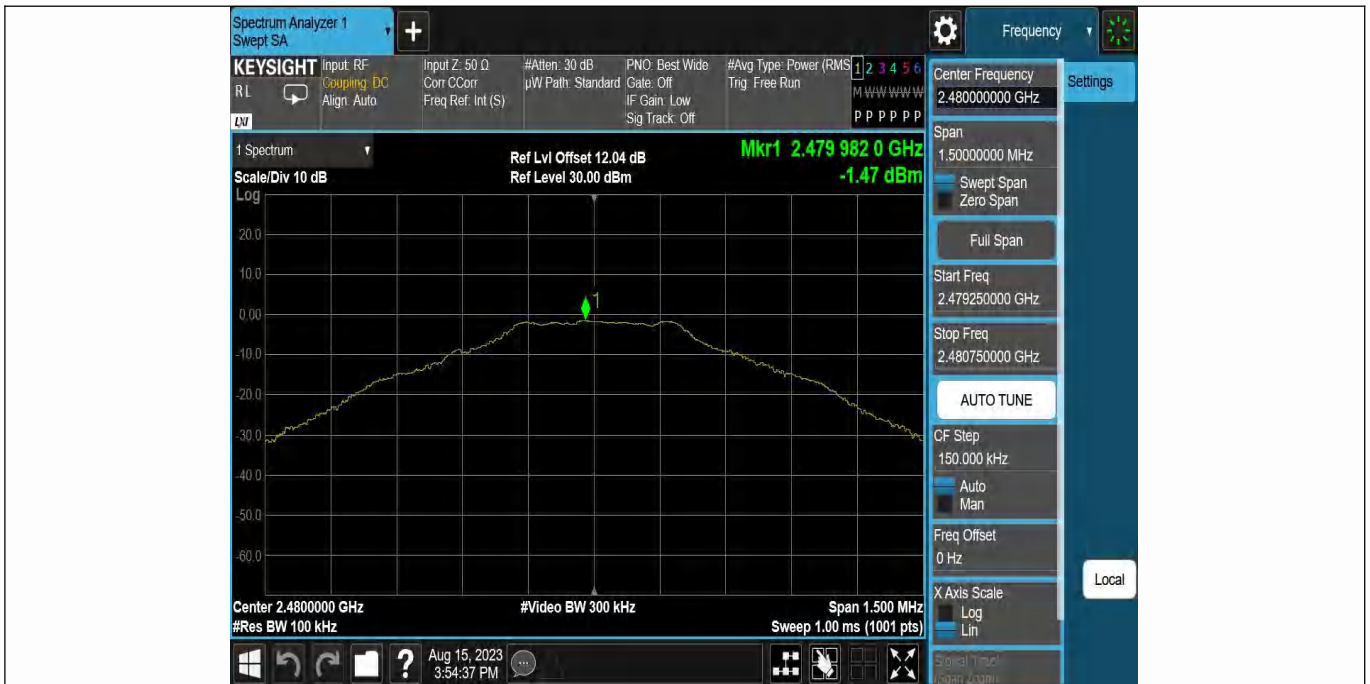 Spectrum Analyzer 1
Swept SA
+
Frequency
KEYSIGHT
RL
LXI
Input: RF
Coupling: DC
Align: Auto
Input Z: 50 Ω
Corr CCorr
Freq Ref: Int (S)
#Atten: 30 dB
µW Path: Standard
PNO: Best Wide
Gate: Off
IF Gain: Low
Sig Track: Off
#Avg Type: Power (RMS
Trig: Free Run
1 2 3 4 5 6
M W W W W W
P P P P P P
1 Spectrum
Scale/Div 10 dB
Ref Lvl Offset 12.04 dB
Ref Level 30.00 dBm
Mkr1 2.479 982 0 GHz
-1.47 dBm
Log
20.0
10.0
0.00
-10.0
-20.0
-30.0
-40.0
-50.0
-60.0
1
Center 2.4800000 GHz
#Res BW 100 kHz
#Video BW 300 kHz
Span 1.500 MHz
Sweep 1.00 ms (1001 pts)
?
Aug 15, 2023
3:54:37 PM
Center Frequency
2.480000000 GHz
Settings
Span
1.50000000 MHz
Swept Span
Zero Span
Full Span
Start Freq
2.479250000 GHz
Stop Freq
2.480750000 GHz
AUTO TUNE
CF Step
150.000 kHz
Auto
Man
Freq Offset
0 Hz
X Axis Scale
Log
Lin
Signal Track
(Span Zoom)
Local